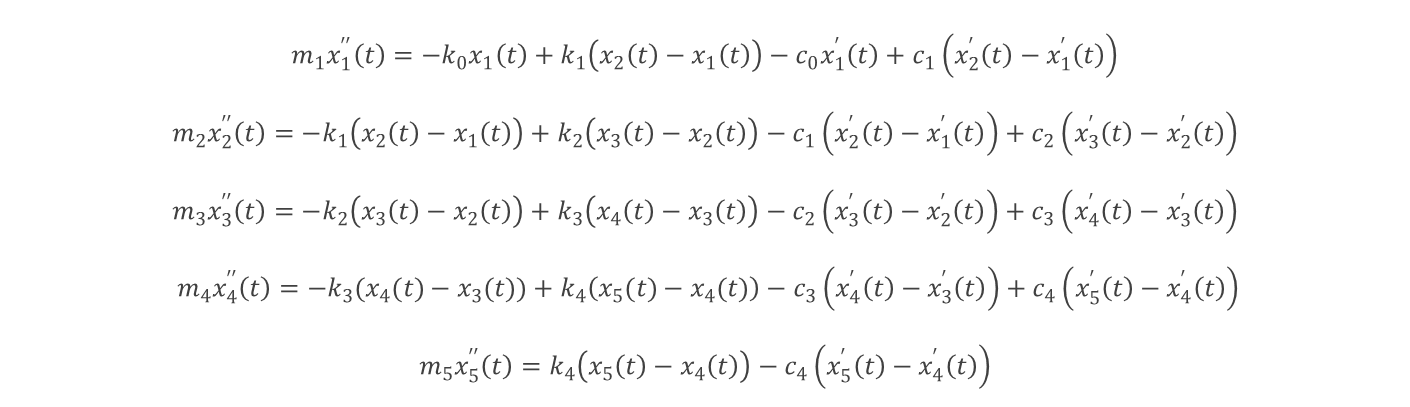 m₁x₁″(t) = −k₀x₁(t) + k₁(x₂(t) − x₁(t)) − c₀x₁′(t) + c₁(x₂′(t) − x₁′(t))
m₂x₂″(t) = −k₁(x₂(t) − x₁(t)) + k₂(x₃(t) − x₂(t)) − c₁(x₂′(t) − x₁′(t)) + c₂(x₃′(t) − x₂′(t))
m₃x₃″(t) = −k₂(x₃(t) − x₂(t)) + k₃(x₄(t) − x₃(t)) − c₂(x₃′(t) − x₂′(t)) + c₃(x₄′(t) − x₃′(t))
m₄x₄″(t) = −k₃(x₄(t) − x₃(t)) + k₄(x₅(t) − x₄(t)) − c₃(x₄′(t) − x₃′(t)) + c₄(x₅′(t) − x₄′(t))
m₅x₅″(t) = k₄(x₅(t) − x₄(t)) − c₄(x₅′(t) − x₄′(t))